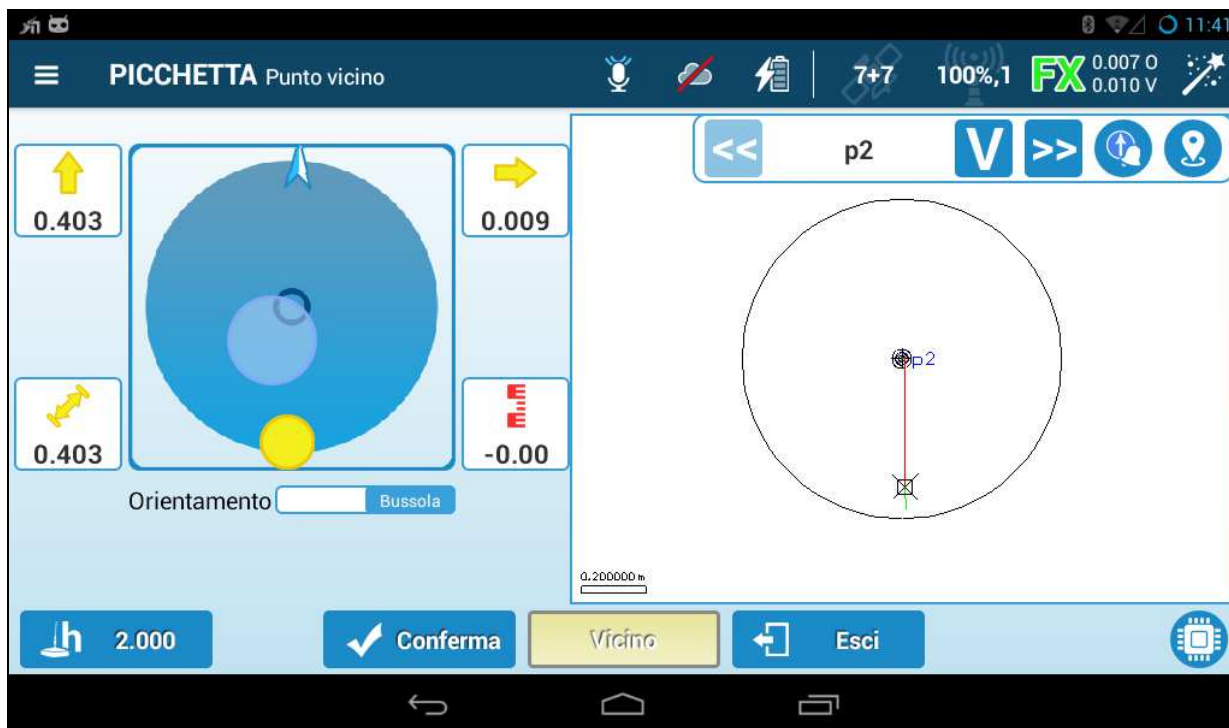 11:41
PICCHETTA Punto vicino
7+7
100%,1
FX
0.007 O
0.010 V
<<
p2
V
>>
0.403
0.009
p2
0.403
-0.00
Orientamento
Bussola
0.200000 m
h 2.000
Conferma
Vicino
Esci